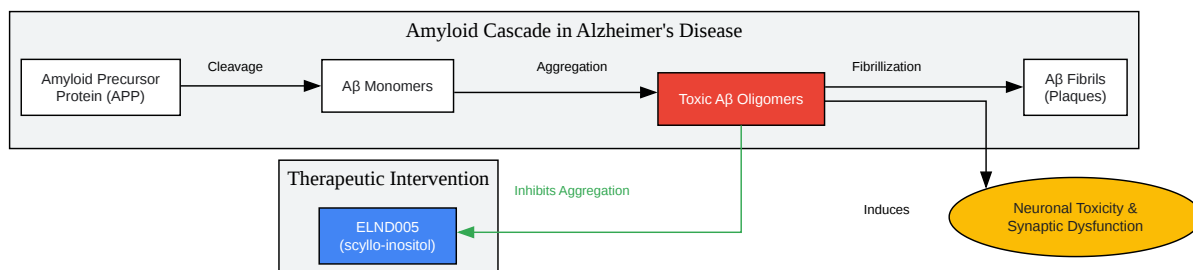 Amyloid Cascade in Alzheimer's Disease
Amyloid Precursor
Protein (APP)
Cleavage
Aβ Monomers
Aggregation
Toxic Aβ Oligomers
Fibrillization
Aβ Fibrils
(Plaques)
Therapeutic Intervention
ELND005
(scyllo-inositol)
Inhibits Aggregation
Induces
Neuronal Toxicity &
Synaptic Dysfunction